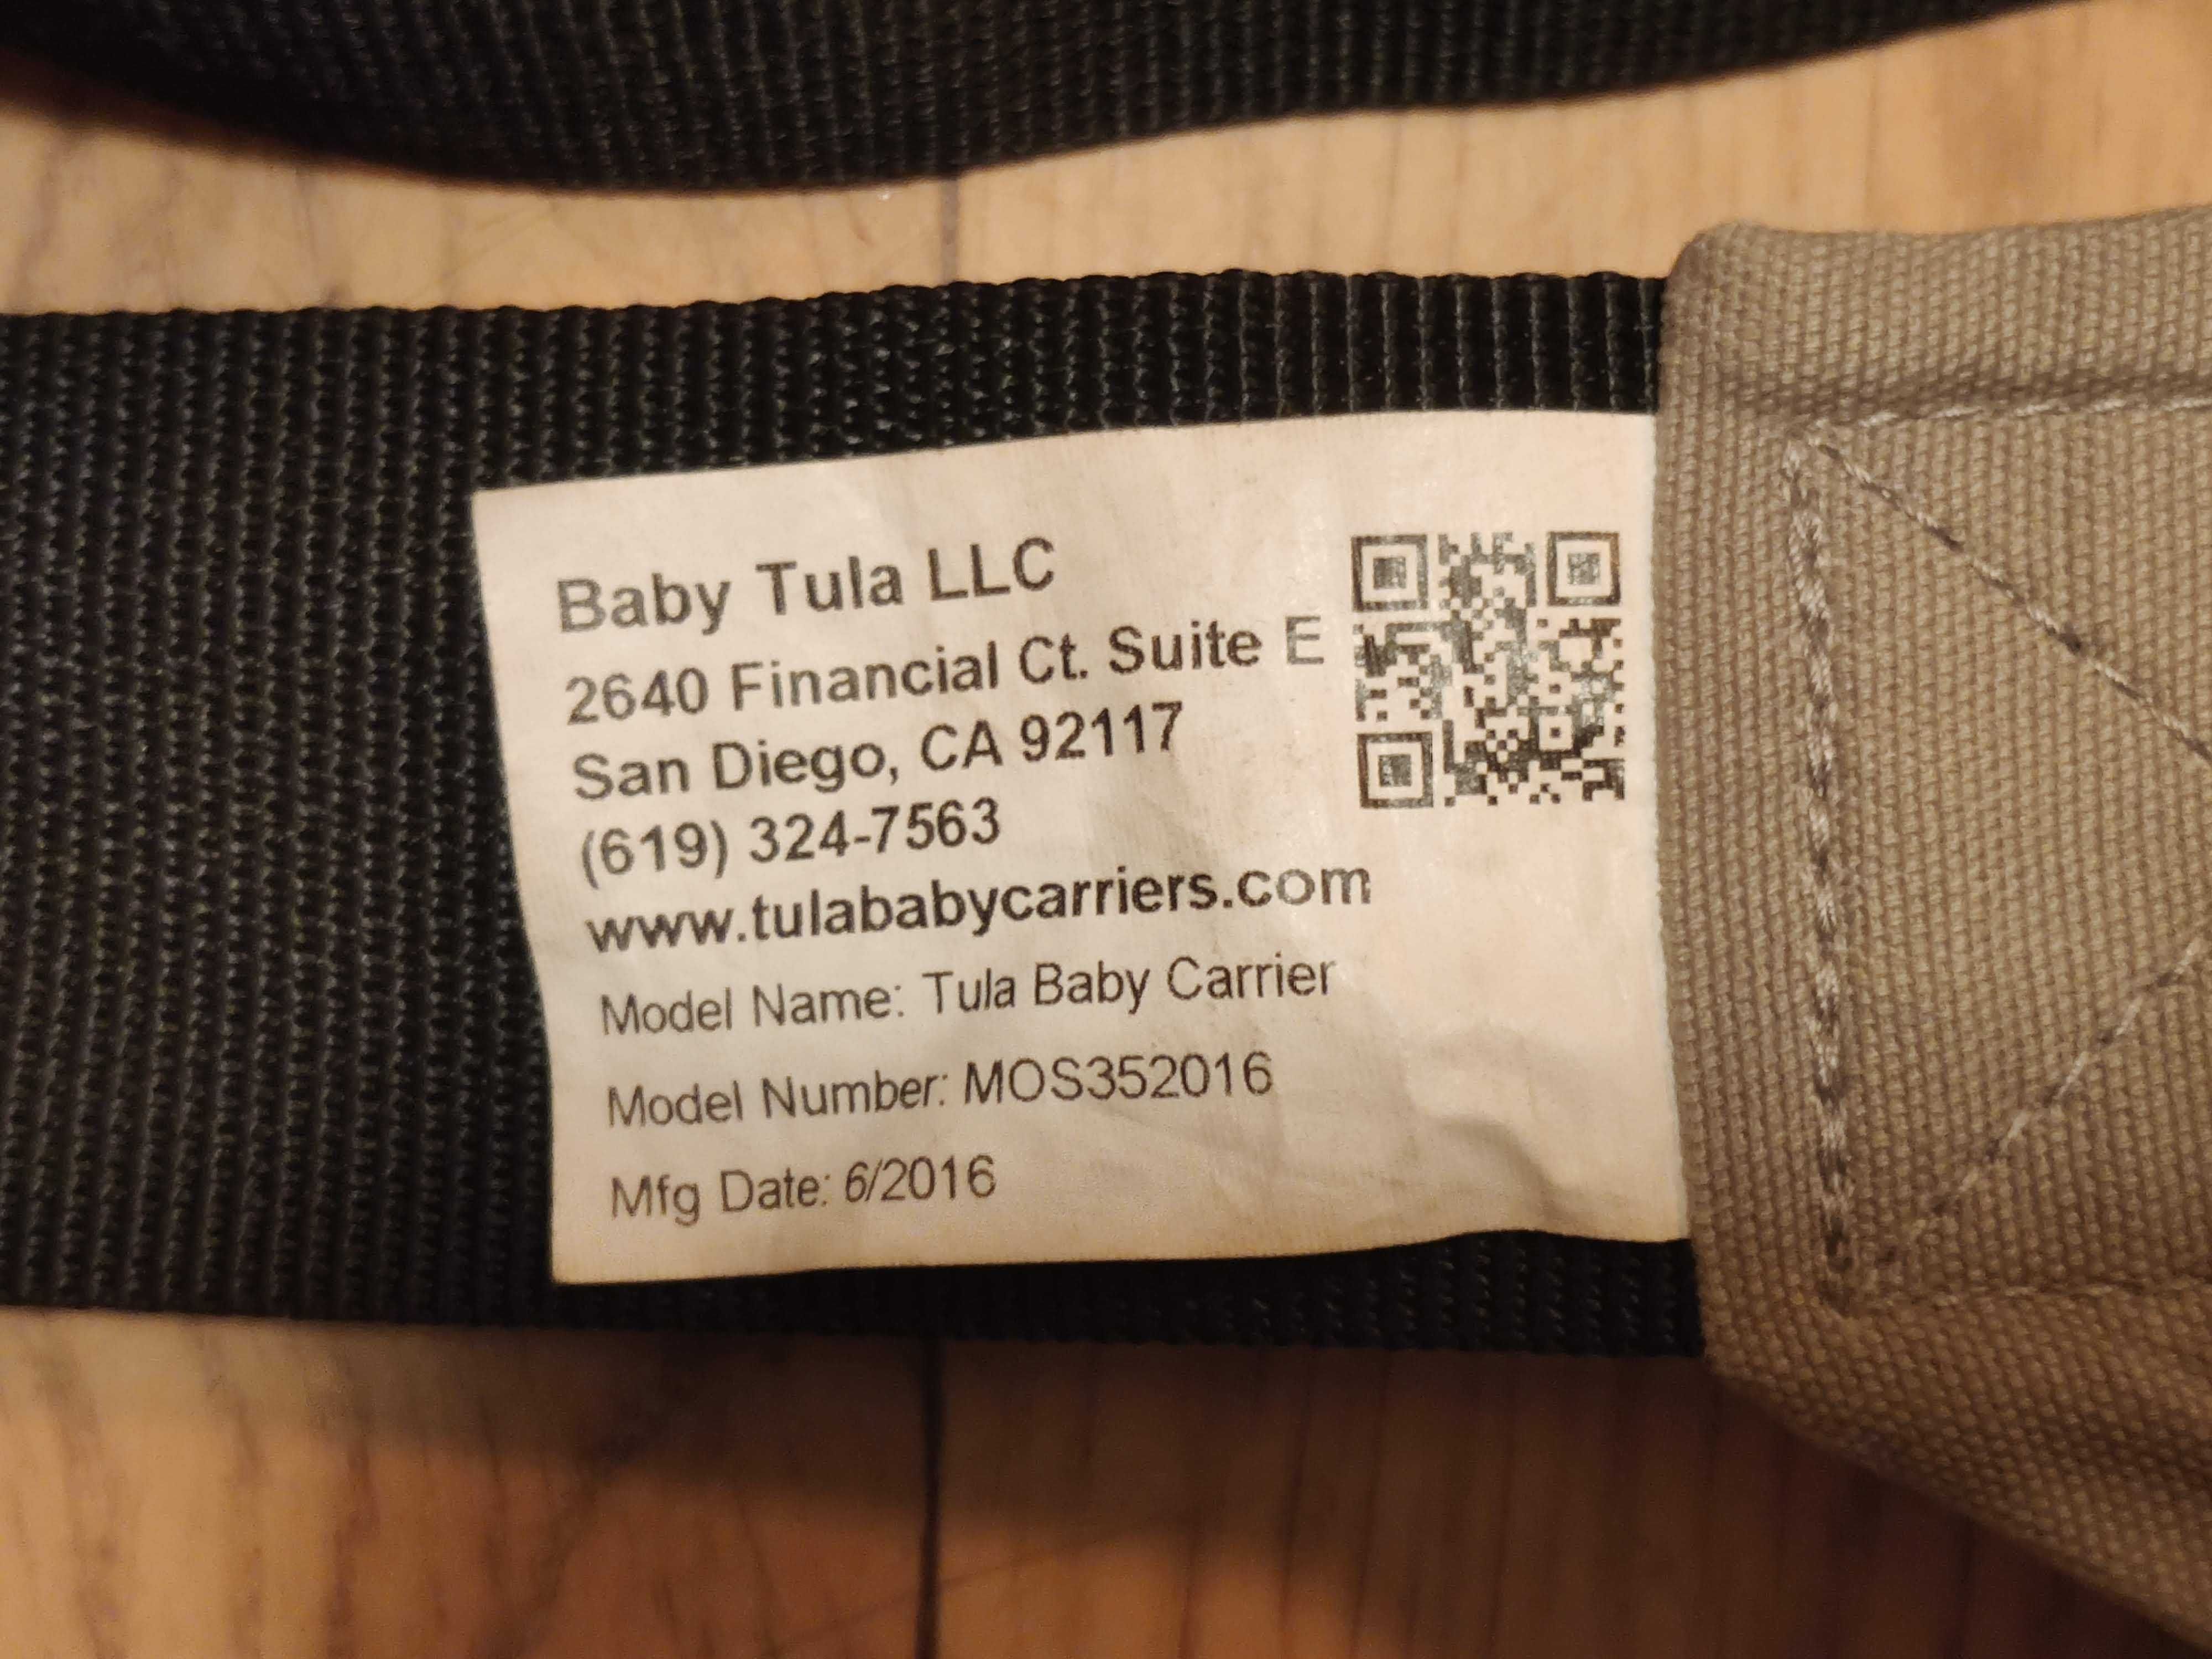 Baby Tula LLC
2640 Financial Ct. Suite E
San Diego, CA 92117
(619) 324-7563
www.tulababycarriers.com
Model Name: Tula Baby Carrier
Model Number: MOS352016
Mfg Date: 6/2016